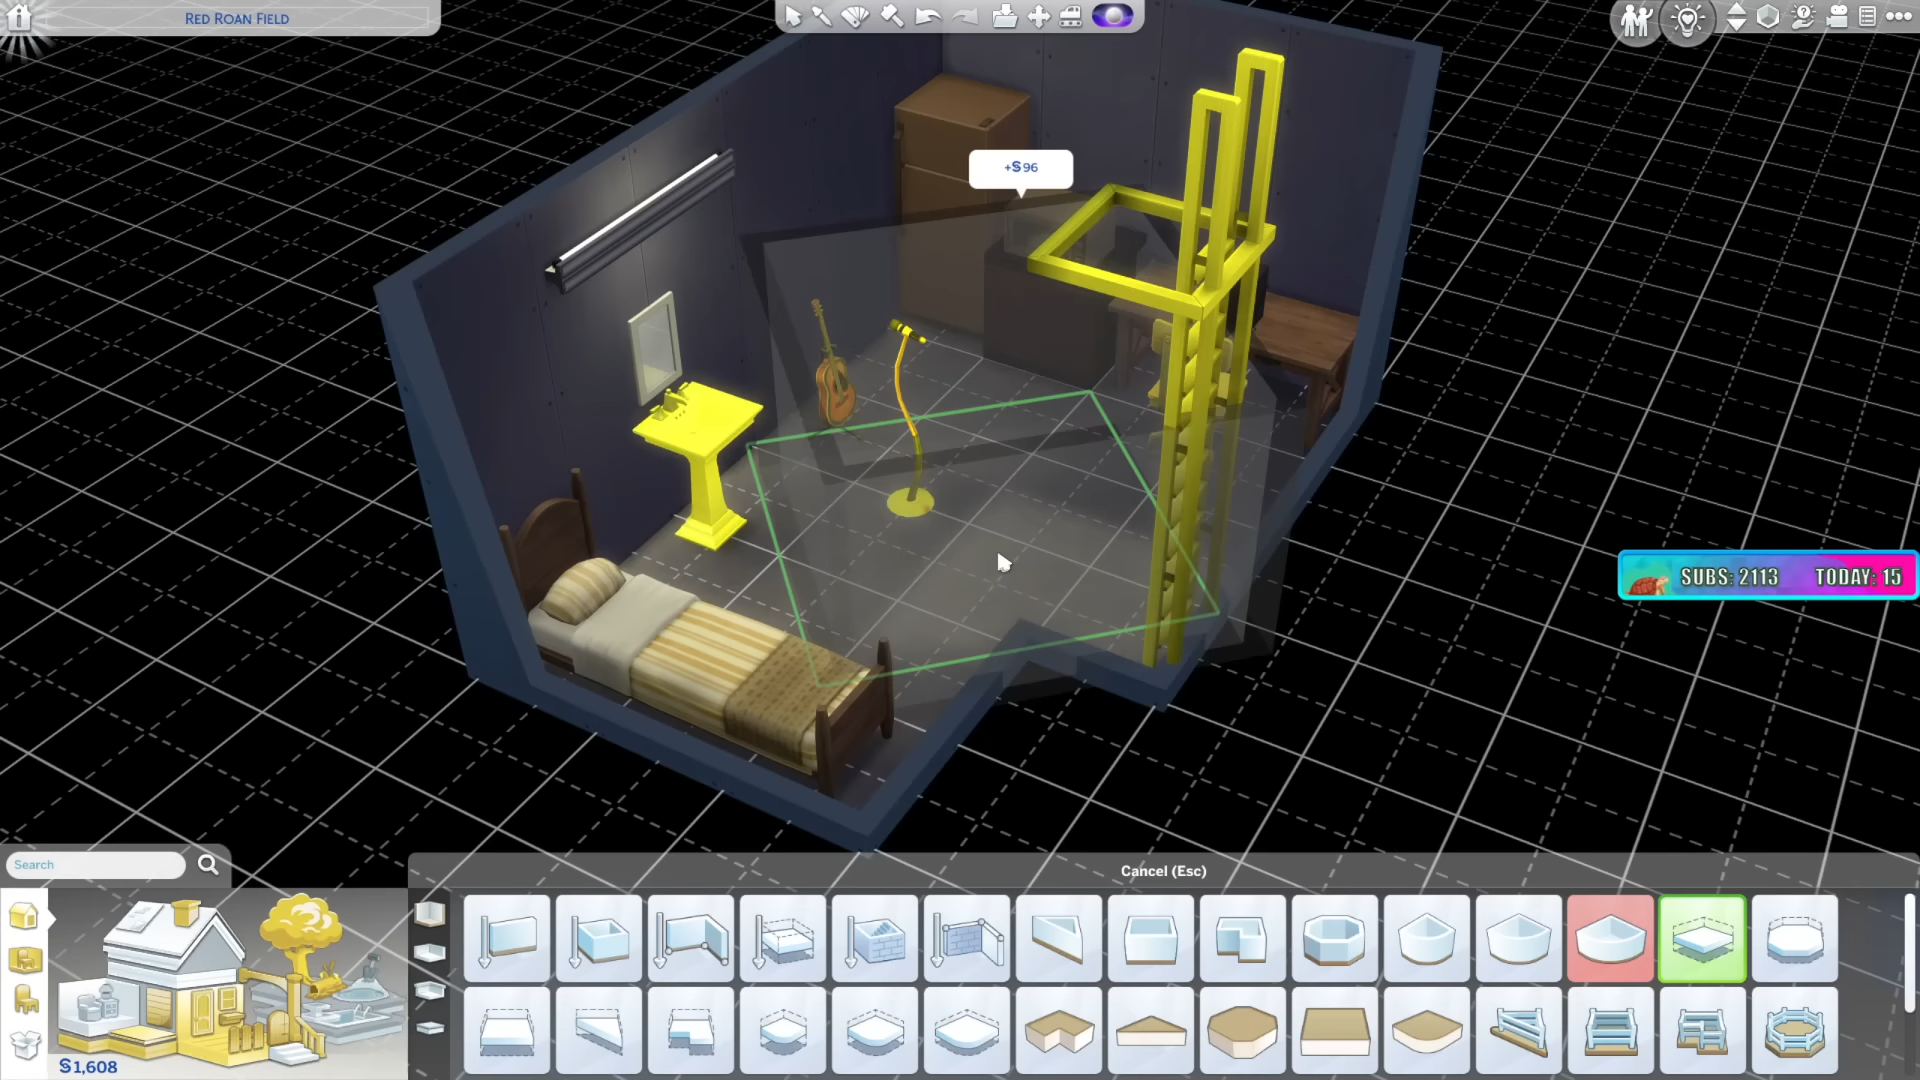 RED ROAN FIELD
+§96
SUBS: 2113 TODAY: 15
Search
Cancel (Esc)
§1,608